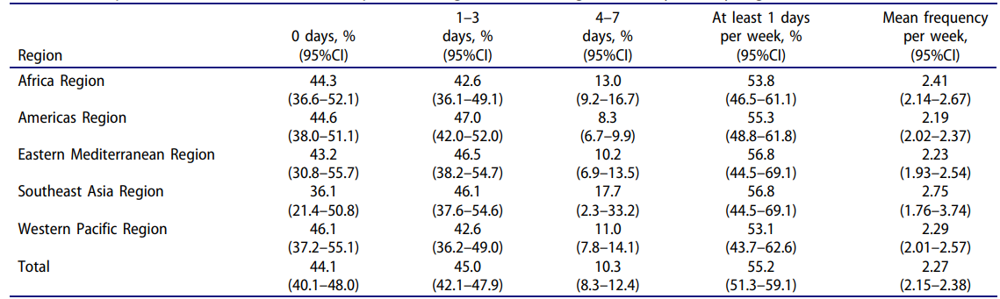 1–3 4–7 At least 1 days Mean frequency
0 days, % days, % days, % per week, % per week,
Region (95%CI) (95%CI) (95%CI) (95%CI) (95%CI)
Africa Region 44.3 42.6 13.0 53.8 2.41
(36.6–52.1) (36.1–49.1) (9.2–16.7) (46.5–61.1) (2.14–2.67)
Americas Region 44.6 47.0 8.3 55.3 2.19
(38.0–51.1) (42.0–52.0) (6.7–9.9) (48.8–61.8) (2.02–2.37)
Eastern Mediterranean Region 43.2 46.5 10.2 56.8 2.23
(30.8–55.7) (38.2–54.7) (6.9–13.5) (44.5–69.1) (1.93–2.54)
Southeast Asia Region 36.1 46.1 17.7 56.8 2.75
(21.4–50.8) (37.6–54.6) (2.3–33.2) (44.5–69.1) (1.76–3.74)
Western Pacific Region 46.1 42.6 11.0 53.1 2.29
(37.2–55.1) (36.2–49.0) (7.8–14.1) (43.7–62.6) (2.01–2.57)
Total 44.1 45.0 10.3 55.2 2.27
(40.1–48.0) (42.1–47.9) (8.3–12.4) (51.3–59.1) (2.15–2.38)